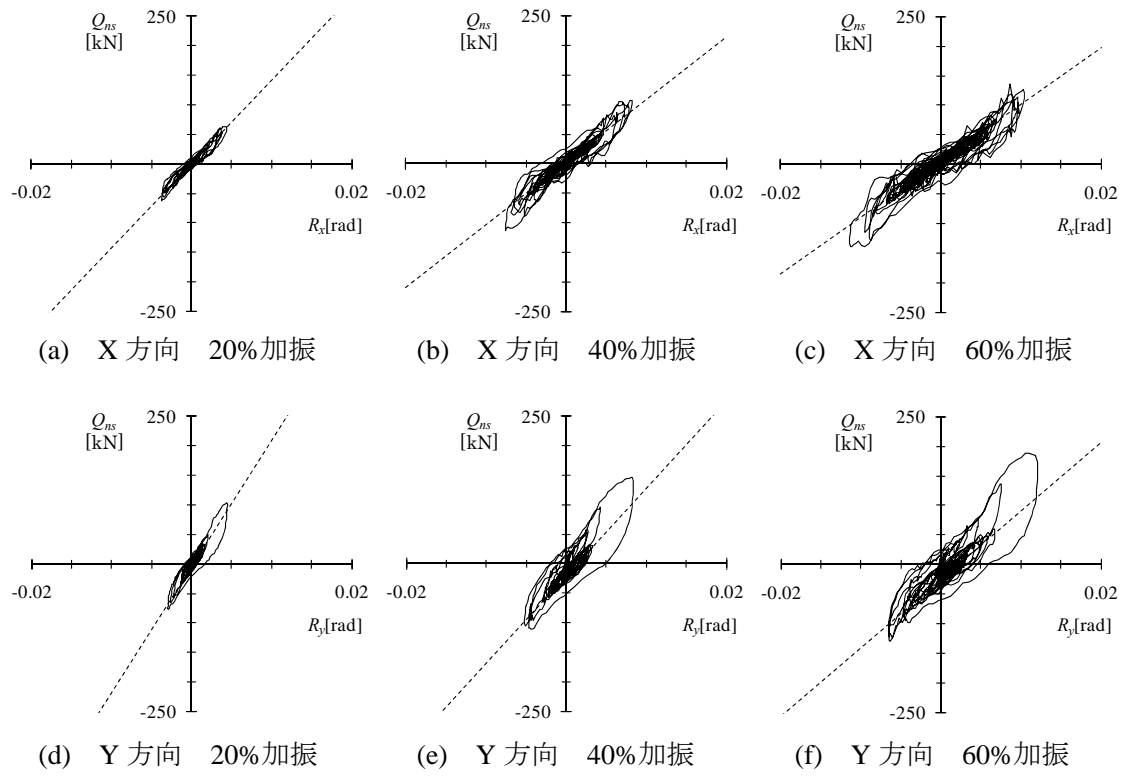 250
Q_ns
[kN]
-0.02
0.02
R_x[rad]
-250
(a) X 方向 20%加振
250
Q_ns
[kN]
-0.02
0.02
R_x[rad]
-250
(b) X 方向 40%加振
250
Q_ns
[kN]
-0.02
0.02
R_x[rad]
-250
(c) X 方向 60%加振
250
Q_ns
[kN]
-0.02
0.02
R_y[rad]
-250
(d) Y 方向 20%加振
250
Q_ns
[kN]
-0.02
0.02
R_y[rad]
-250
(e) Y 方向 40%加振
250
Q_ns
[kN]
-0.02
0.02
R_y[rad]
-250
(f) Y 方向 60%加振